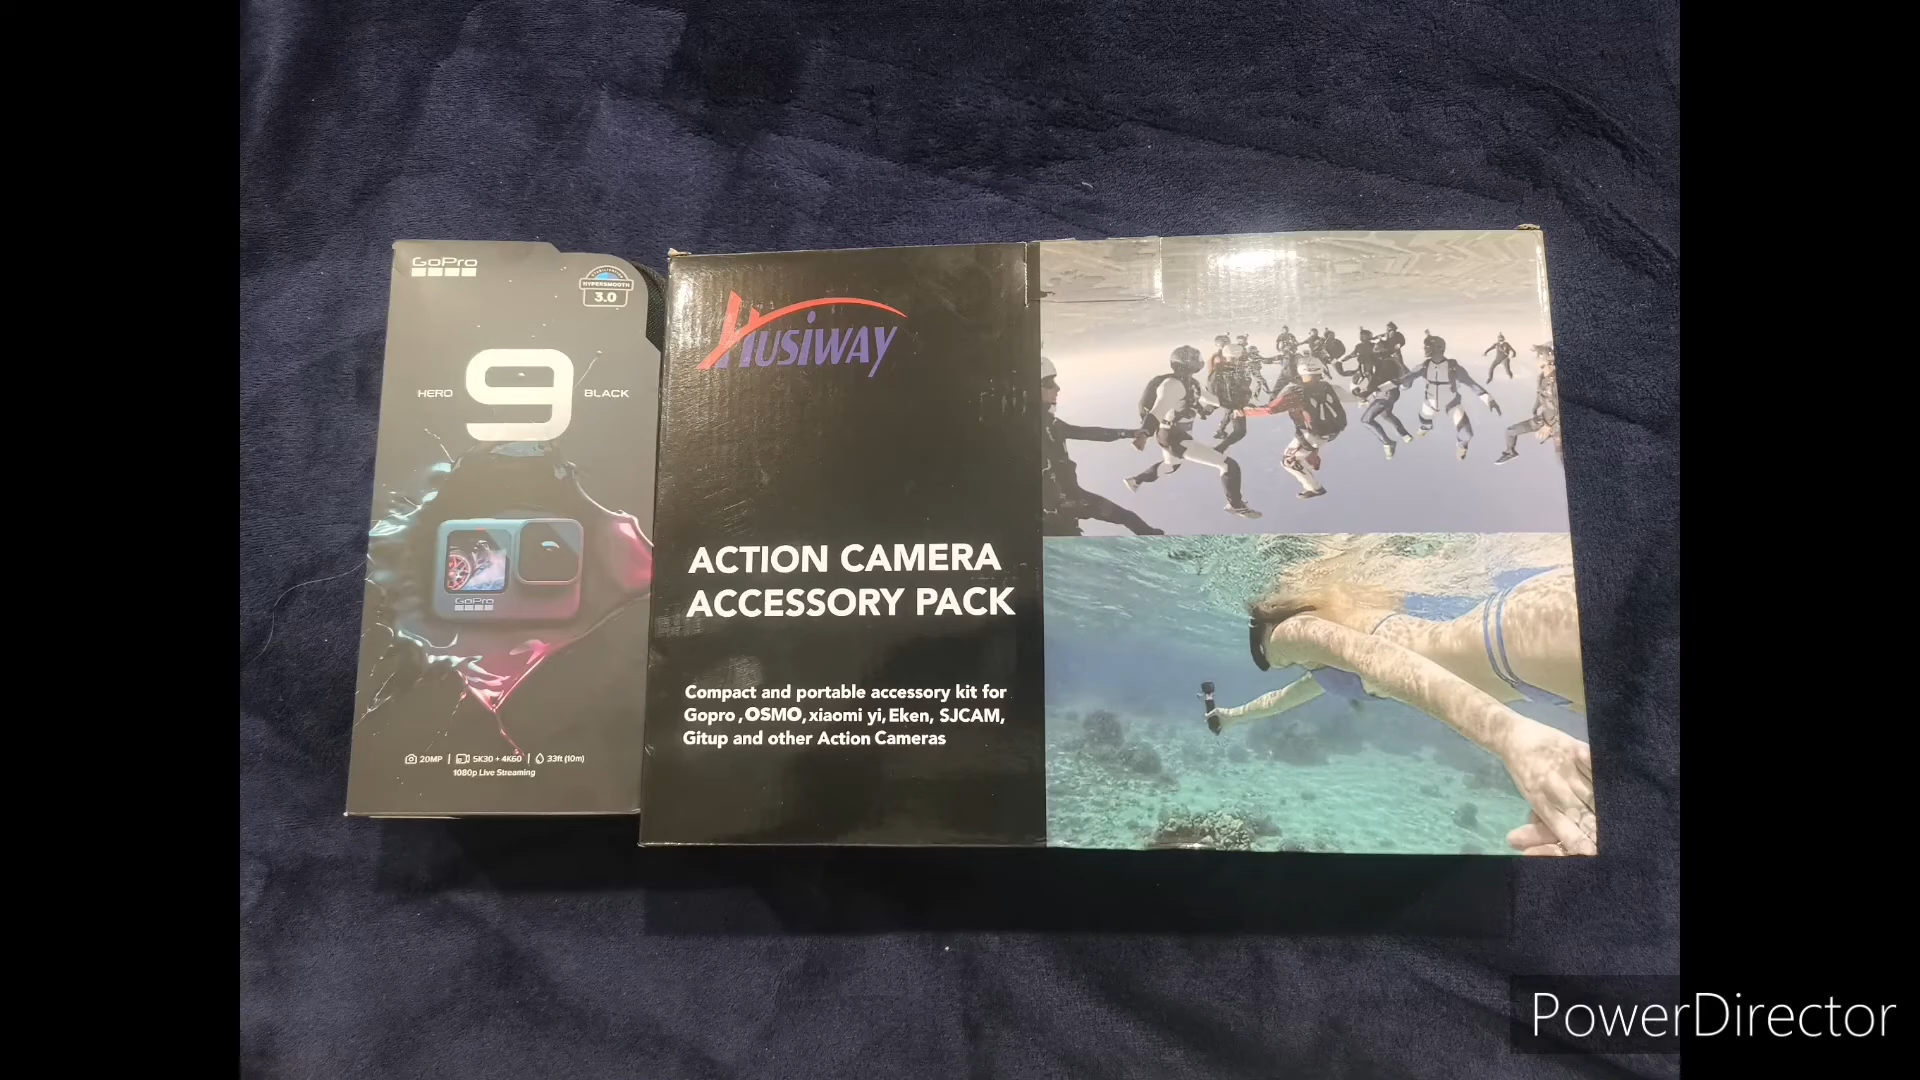 GoPro
STABILIZATION
HYPERSMOOTH
3.0
HERO 9 BLACK
GoPro
20MP | 5K30 + 4K60 | 33ft (10m)
1080p Live Streaming
HUSIWAY
ACTION CAMERA
ACCESSORY PACK
Compact and portable accessory kit for
Gopro, OSMO, xiaomi yi, Eken, SJCAM,
Gitup and other Action Cameras
PowerDirector